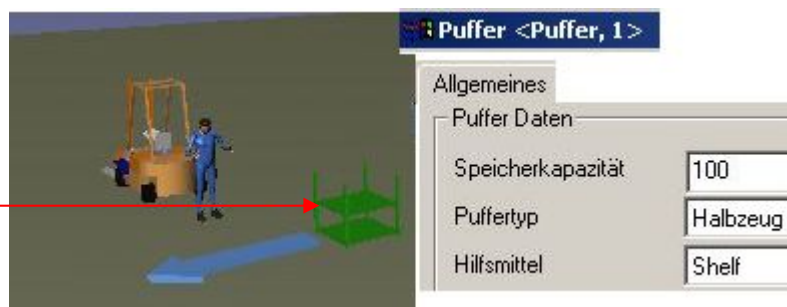 Puffer <Puffer, 1>
Allgemeines
Puffer Daten
Speicherkapazität 100
Puffertyp Halbzeug
Hilfsmittel Shelf